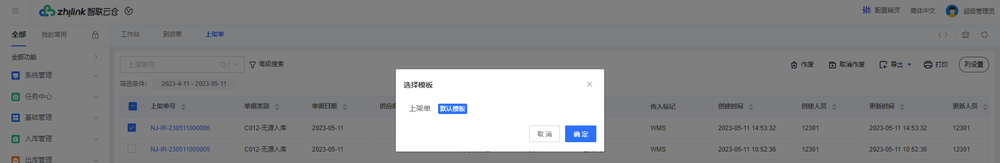 zhilink 智联云仓
配置精灵 简体中文 超级管理员
全部 我的常用 工作台 到货单 上架单
全部功能
系统管理
任务中心
基础管理
入库管理
出库管理
上架单号 高级搜索 作废 取消作废 导出 打印 列设置
筛选条件: 2023-4-11 - 2023-05-11
上架单号 单据类别 单据日期 供应商 传入标记 创建时间 创建人员 更新时间 更新人员
NJ-IR-230511000006 C012-无源入库 2023-05-11 WMS 2023-05-11 14:53:32 12301 2023-05-11 14:53:32 12301
NJ-IR-230511000005 C012-无源入库 2023-05-11 WMS 2023-05-11 10:52:36 12301 2023-05-11 10:52:36 12301
选择模板
上架单 默认模板
取消 确定